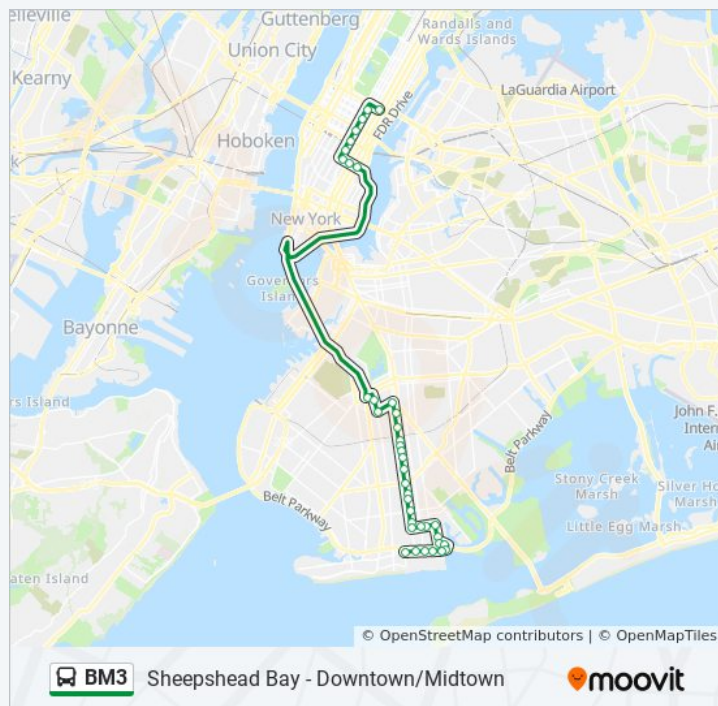 elleville
Guttenberg
Randalls and
Wards Islands
Union City
Kearny
LaGuardia Airport
FDR Drive
Hoboken
New York
Governors
Island
Bayonne
rs Island
John F.
Intern
Air
Belt Parkway
Stony Creek
Marsh
Silver Ho
Marsh
Belt Parkway
Little Egg Marsh
aten Island
© OpenStreetMap contributors | © OpenMapTiles
BM3 Sheepshead Bay - Downtown/Midtown
moovit